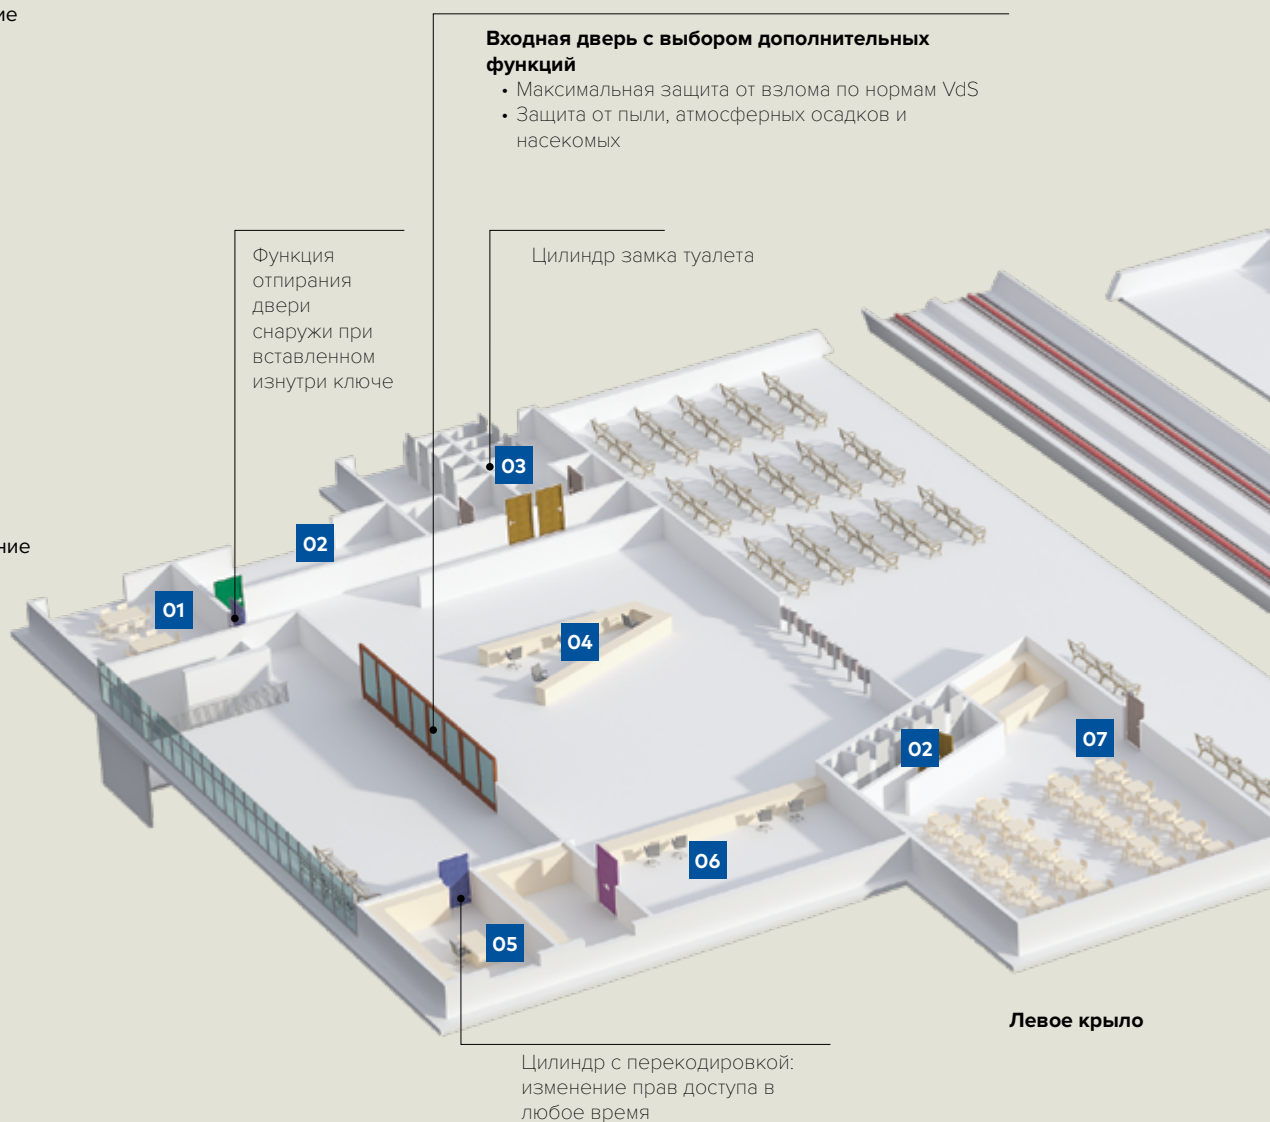 ие
Входная дверь с выбором дополнительных
функций
• Максимальная защита от взлома по нормам VdS
• Защита от пыли, атмосферных осадков и
насекомых
Функция
отпирания
двери
снаружи при
вставленном
изнутри ключе
Цилиндр замка туалета
03
02
ние
01
04
02
07
06
05
Левое крыло
Цилиндр с перекодировкой:
изменение прав доступа в
любое время